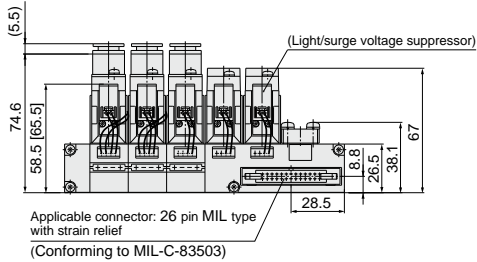 (5.5)
(Light/surge voltage suppressor)
74.6
58.5 [65.5]
67
38.1
26.5
8.8
28.5
Applicable connector: 26 pin MIL type
with strain relief
(Conforming to MIL-C-83503)